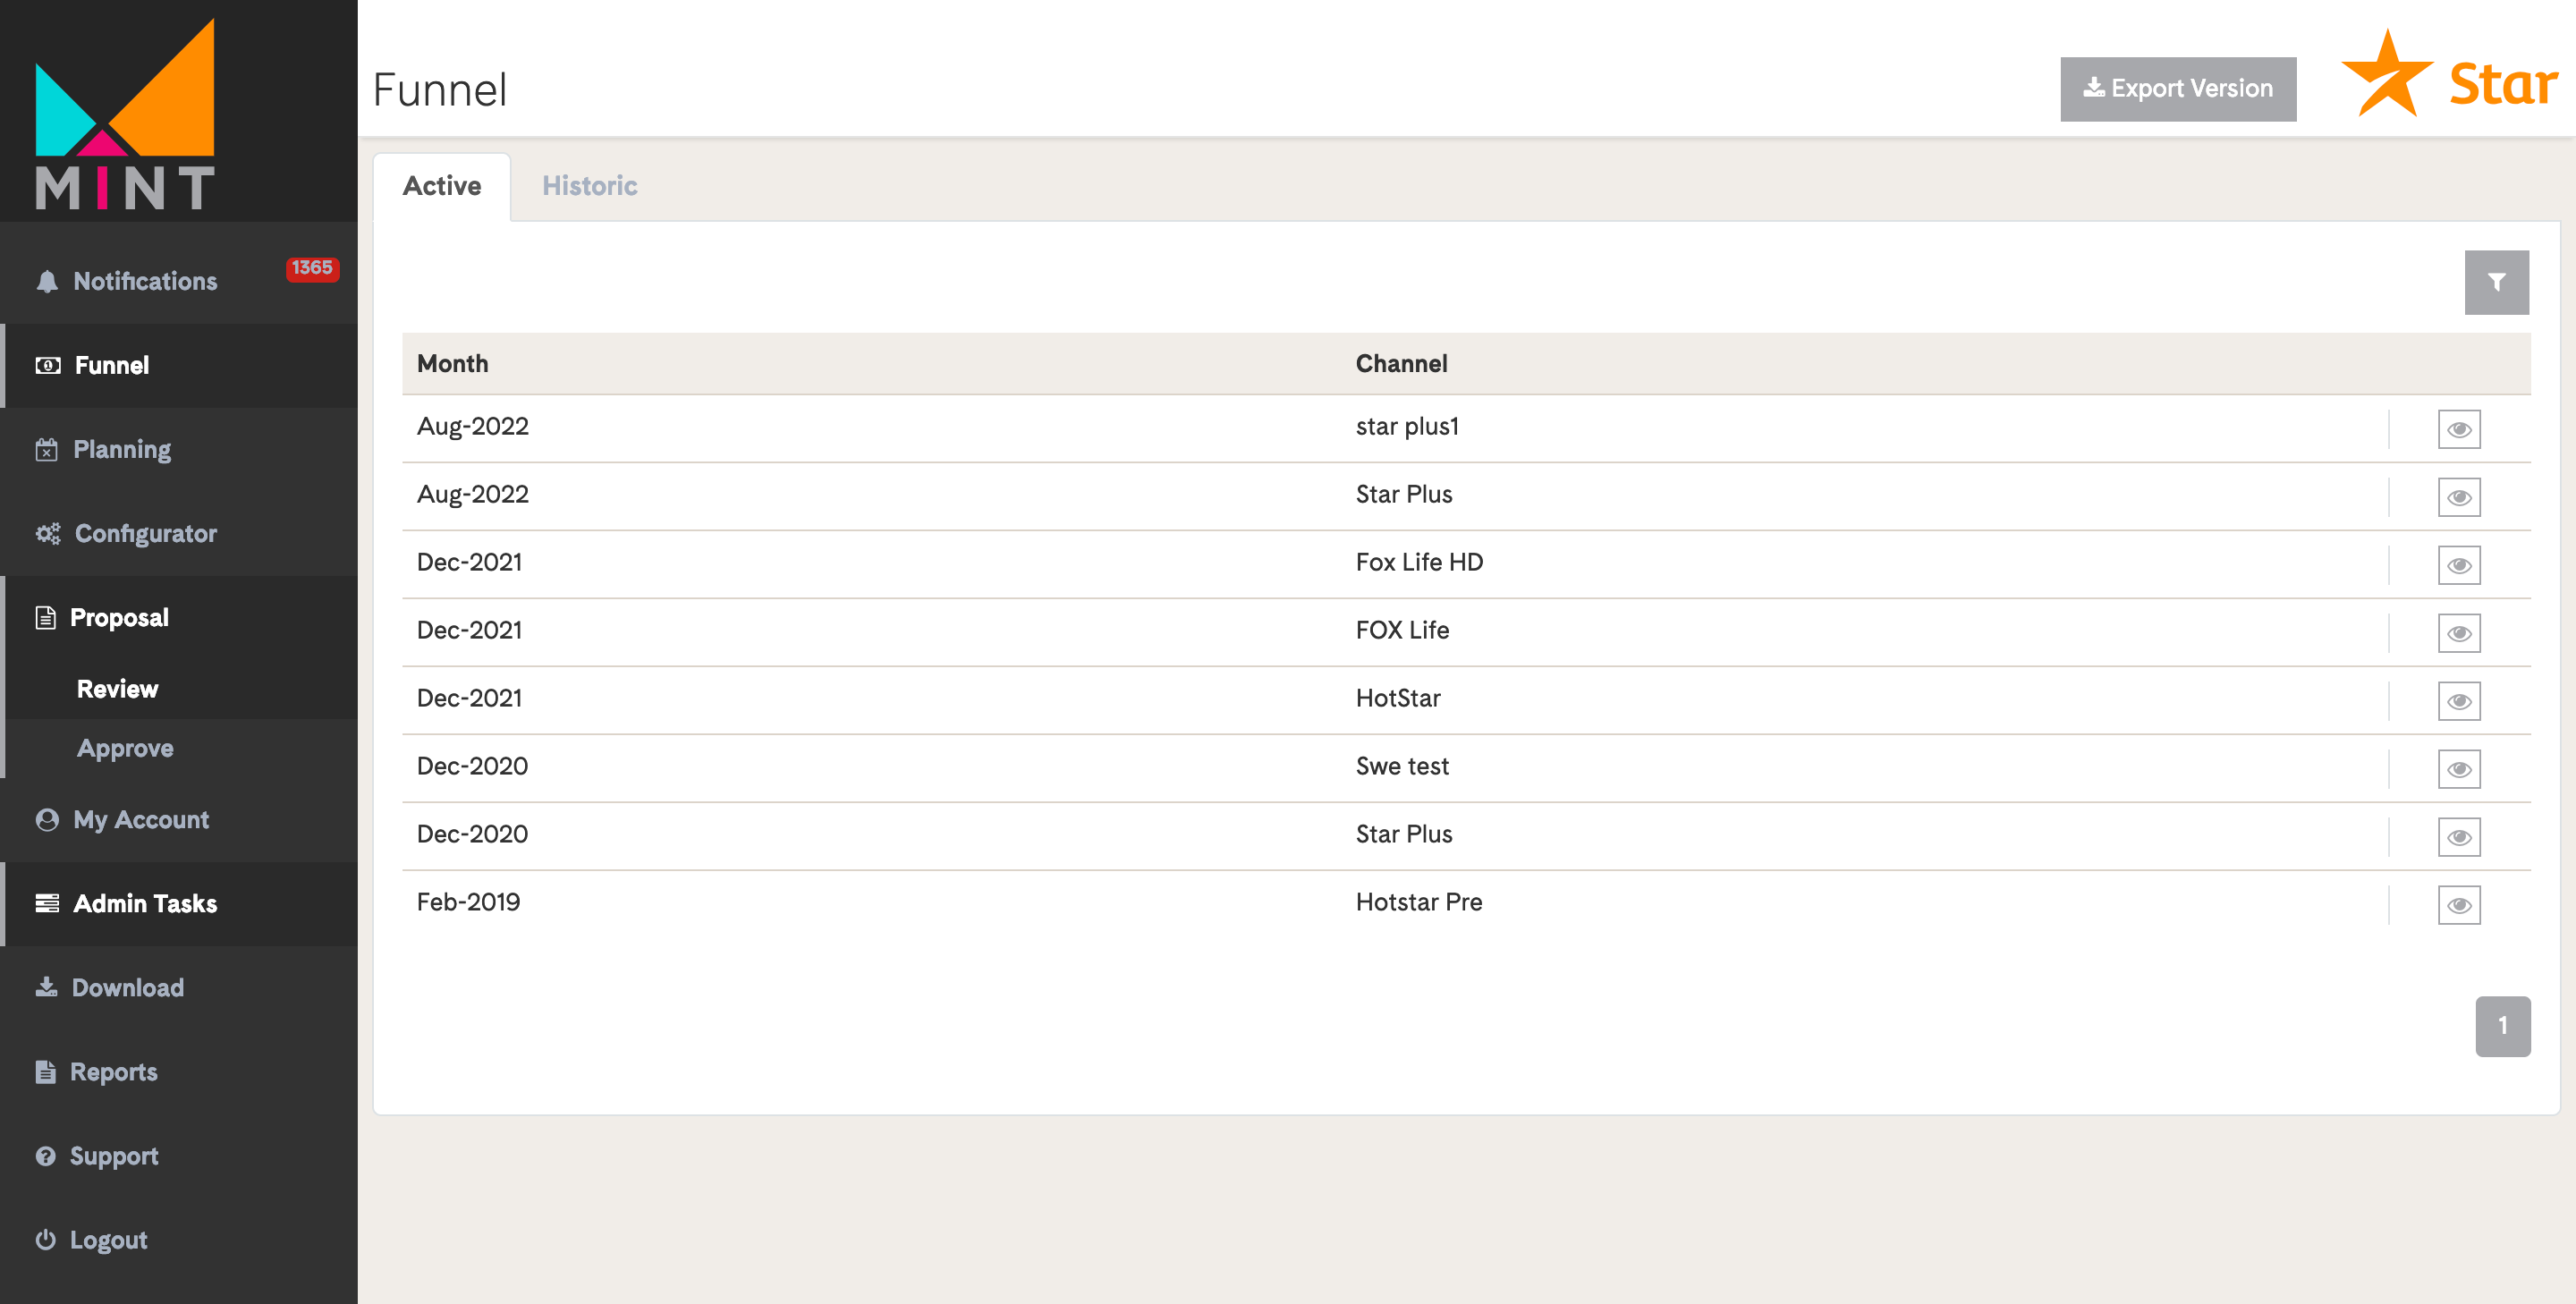 MINT
Notifications 1365
Funnel
Planning
Configurator
Proposal
Review
Approve
My Account
Admin Tasks
Download
Reports
Support
Logout
Funnel
Export Version
Star
Active Historic
Month Channel
Aug-2022 star plus1
Aug-2022 Star Plus
Dec-2021 Fox Life HD
Dec-2021 FOX Life
Dec-2021 HotStar
Dec-2020 Swe test
Dec-2020 Star Plus
Feb-2019 Hotstar Pre
1